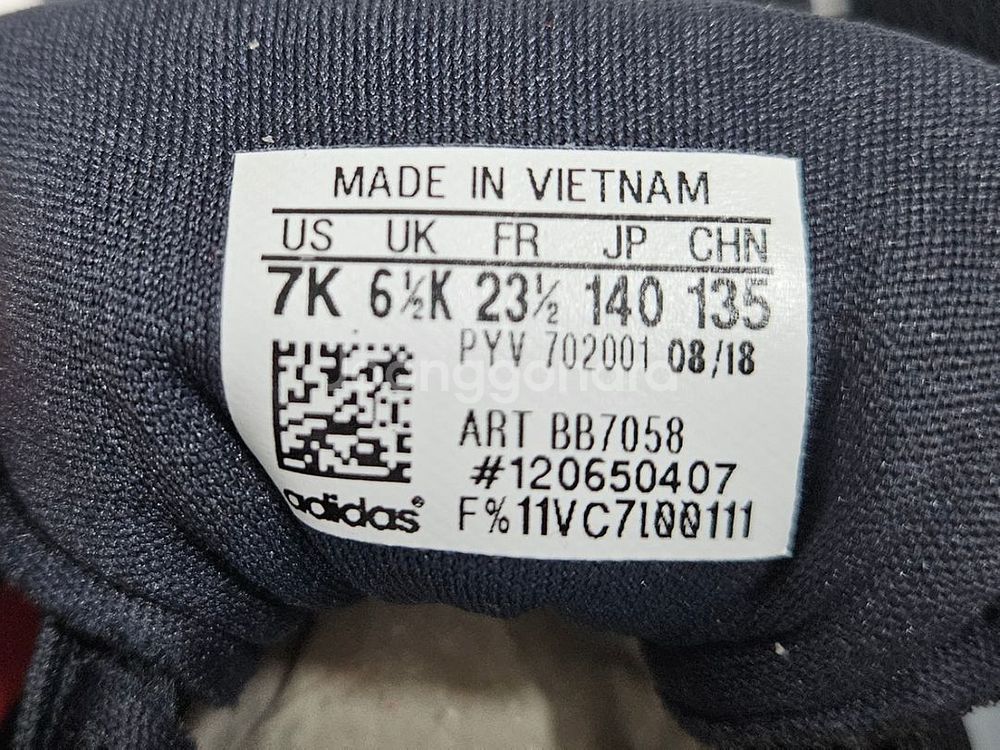 MADE IN VIETNAM
US UK FR JP CHN
7K 6½K 23½ 140 135
PYV 702001 08/18
ART BB7058
#120650407
adidas® F%11VC7100111